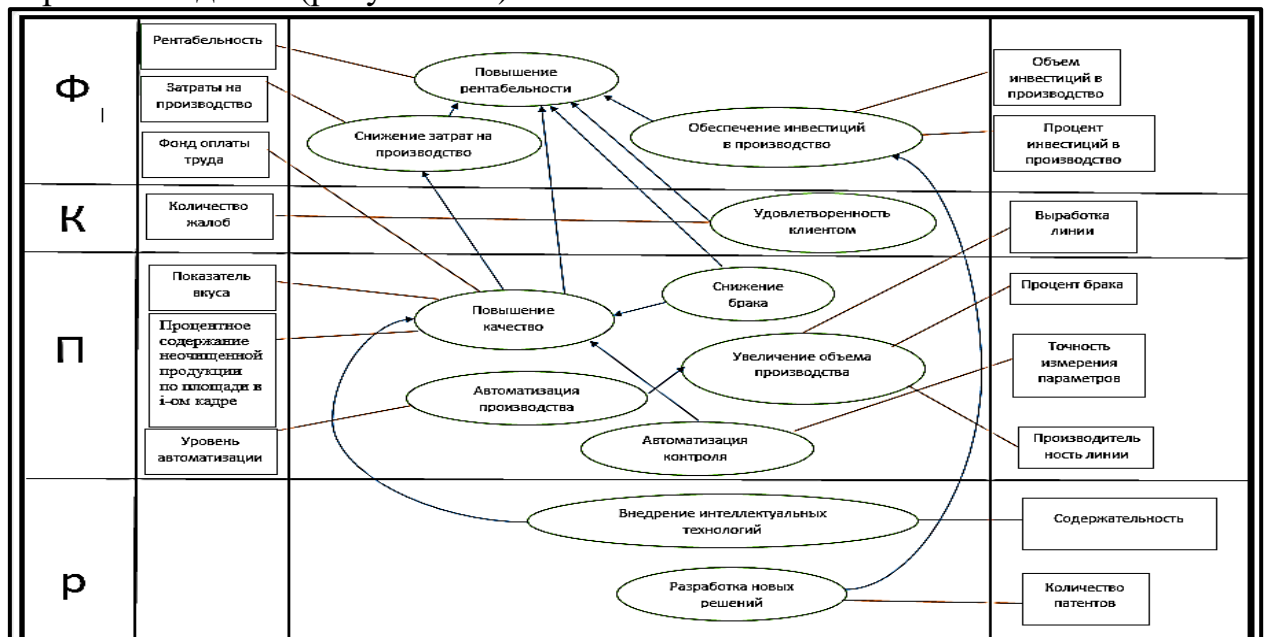 Ф
Рентабельность
Затраты на
производство
Фонд оплаты
труда
Повышение
рентабельности
Снижение затрат на
производство
Обеспечение инвестиций
в производство
Объем
инвестиций в
производство
Процент
инвестиций в
производство
К
Количество
жалоб
Удовлетворенность
клиентом
Выработка
линии
П
Показатель
вкуса
Процентное
содержание
неочищенной
продукции
по площади в
i-ом кадре
Уровень
автоматизации
Снижение
брака
Повышение
качество
Увеличение объема
производства
Автоматизация
производства
Автоматизация
контроля
Процент брака
Точность
измерения
параметров
Производитель
ность линии
р
Внедрение интеллектуальных
технологий
Разработка новых
решений
Содержательность
Количество
патентов